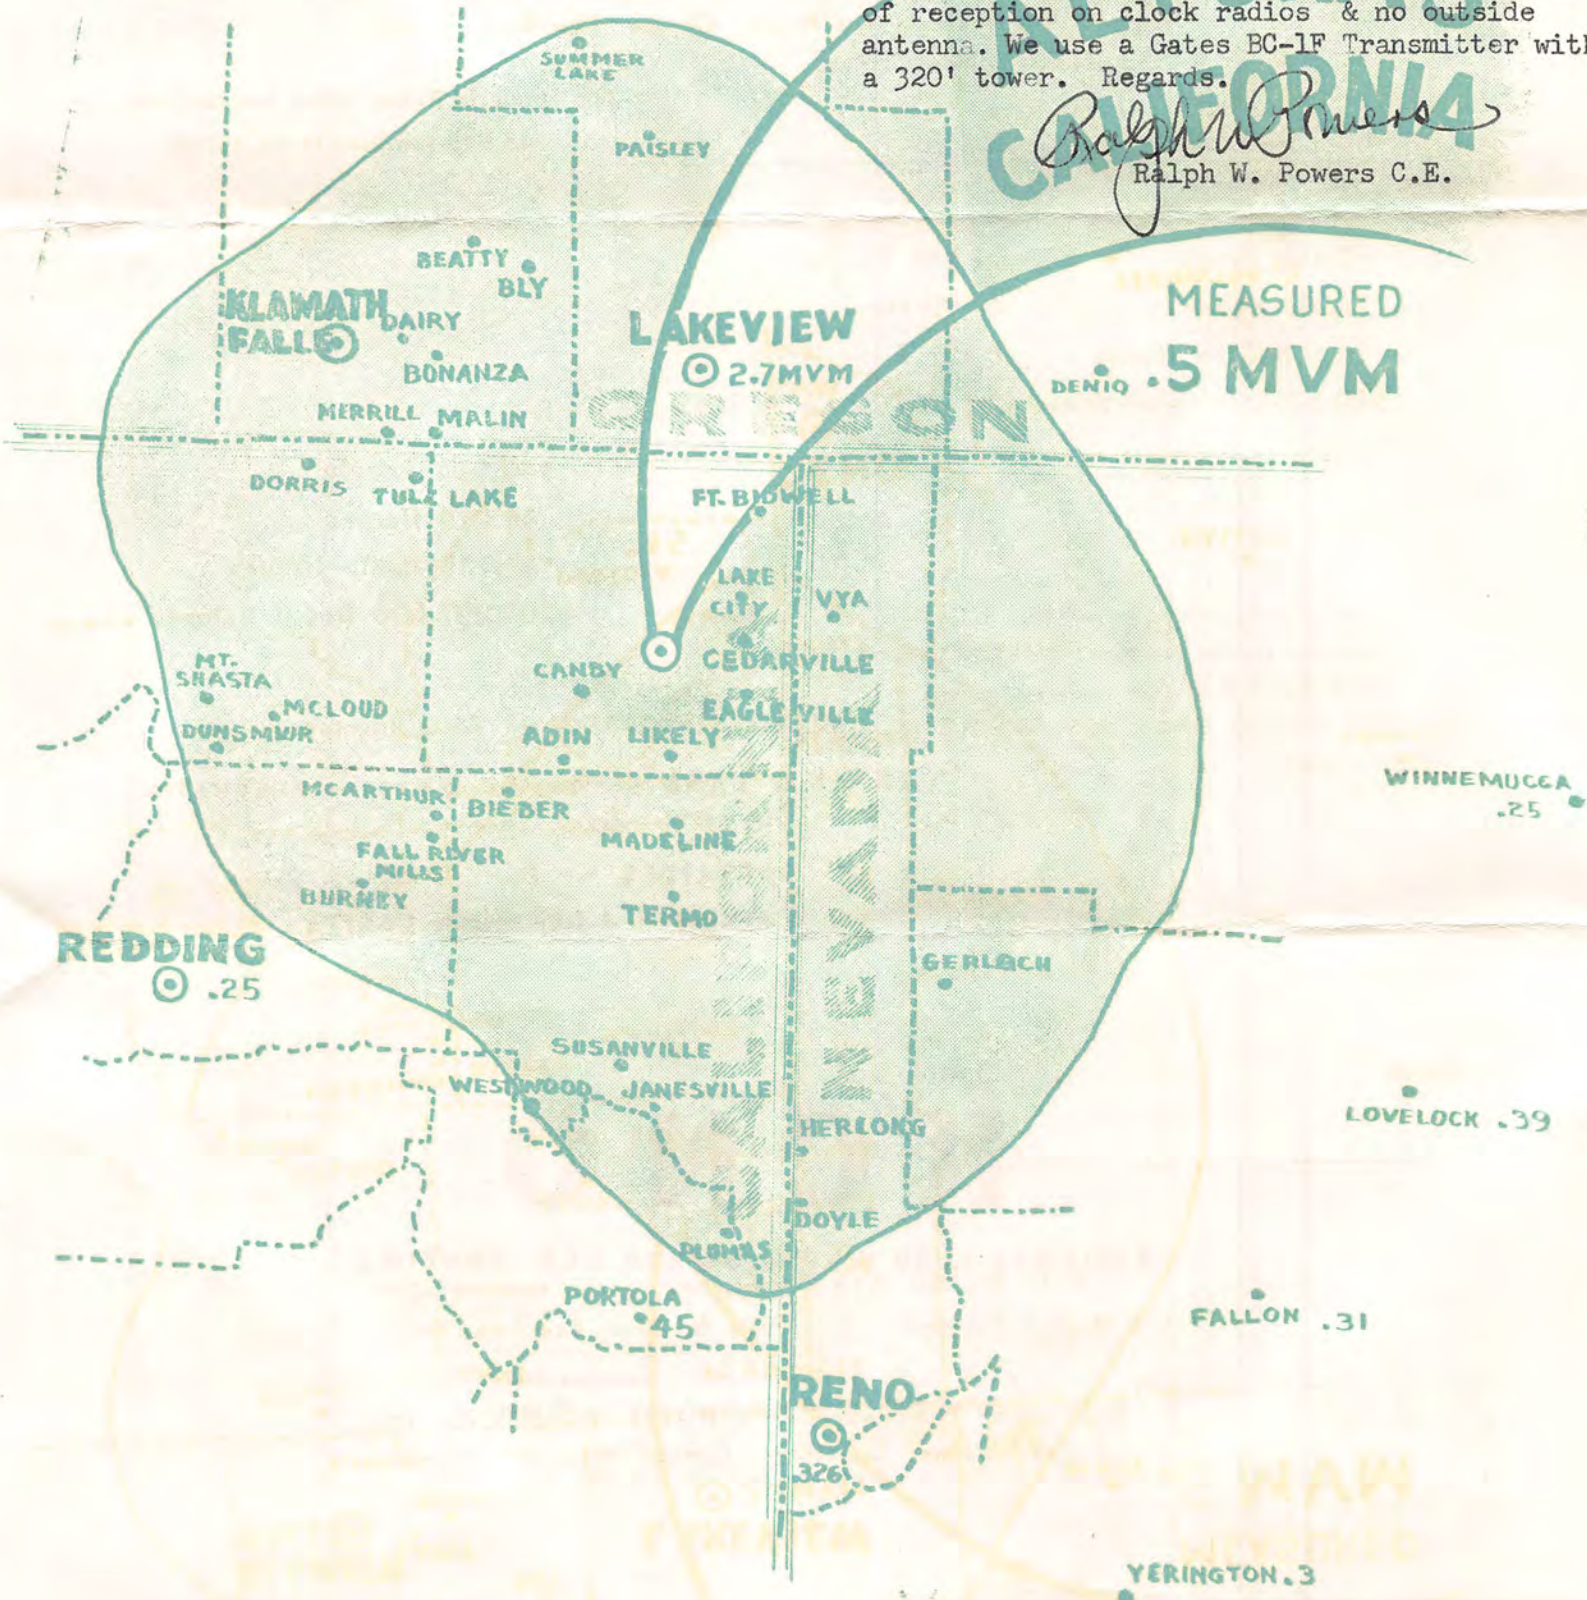 of reception on clock radios & no outside
antenna. We use a Gates BC-1F Transmitter with
a 320' tower. Regards.
CALIFORNIA
Ralph W. Powers
Ralph W. Powers C.E.
SUMMER
LAKE
PAISLEY
BEATTY
BLY
KLAMATH
FALLS
DAIRY
BONANZA
MERRILL
MALIN
LAKEVIEW
2.7MVM
MEASURED
.5 MVM
DENIO
OREGON
DORRIS
TULE LAKE
FT. BIDWELL
LAKE
CITY
VYA
CEDARVILLE
CANBY
EAGLEVILLE
MT.
SHASTA
MCLOUD
DUNSMUIR
ADIN
LIKELY
MCARTHUR
BIEBER
FALL RIVER
MILLS
BURNEY
MADELINE
TERMO
CALIFORNIA
NEVADA
WINNEMUCCA
.25
REDDING
.25
GERLACH
SUSANVILLE
WESTWOOD
JANESVILLE
HERLONG
LOVELOCK .39
DOYLE
PLUMAS
PORTOLA
.45
FALLON .31
RENO
.326
YERINGTON .3